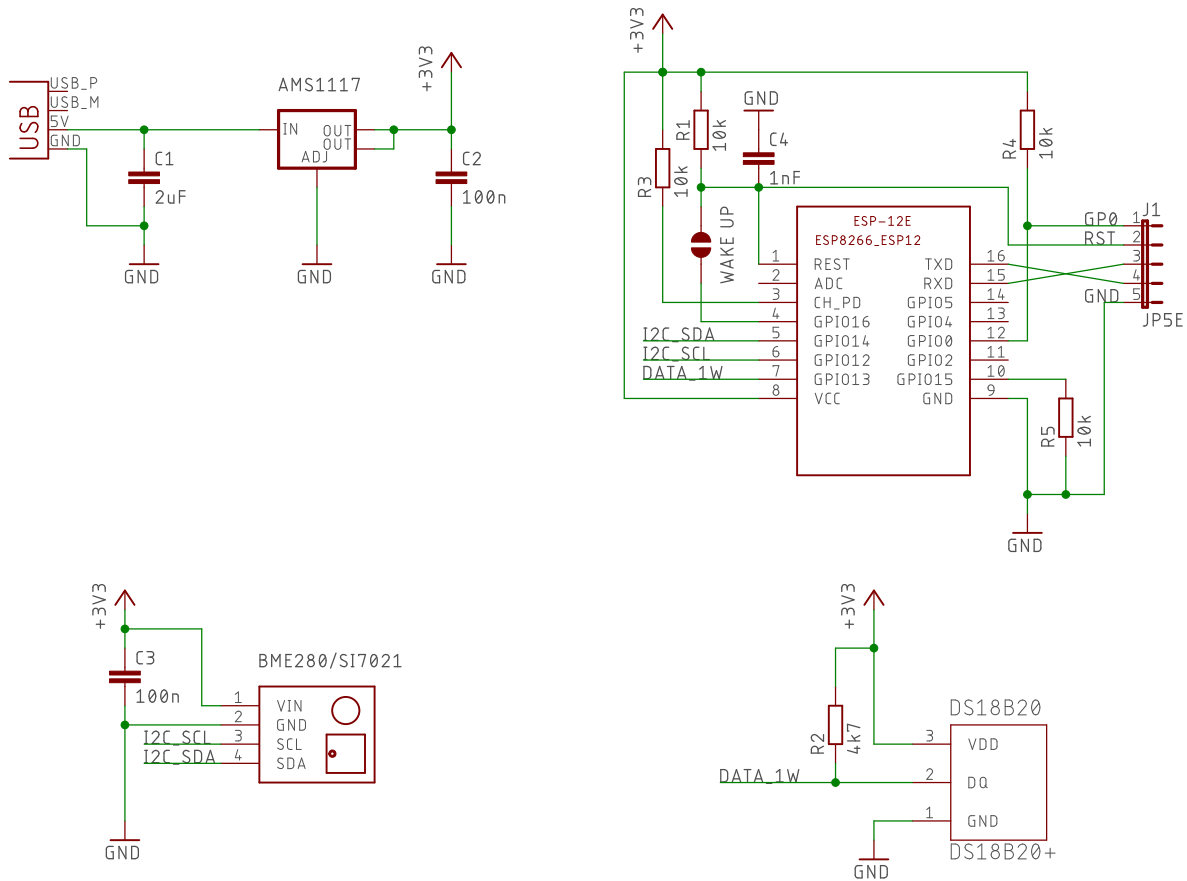 USB
USB_P
USB_M
5V
GND
C1
2uF
GND
AMS1117
IN
OUT
OUT
ADJ
GND
+3V3
C2
100n
GND
+3V3
R1
10k
R3
10k
GND
C4
1nF
R4
10k
WAKE UP
ESP-12E
ESP8266_ESP12
1 REST
2 ADC
3 CH_PD
4 GPIO16
I2C_SDA 5 GPIO14
I2C_SCL 6 GPIO12
DATA_1W 7 GPIO13
8 VCC
TXD 16
RXD 15
GPIO5 14
GPIO4 13
GPIO0 12
GPIO2 11
GPIO15 10
GND 9
J1
GP0 1
RST 2
3
4
GND 5
JP5E
R5
10k
GND
+3V3
C3
100n
BME280/SI7021
1 VIN
2 GND
I2C_SCL 3 SCL
I2C_SDA 4 SDA
GND
+3V3
R2
4k7
DS18B20
3 VDD
DATA_1W 2 DQ
1 GND
DS18B20+
GND